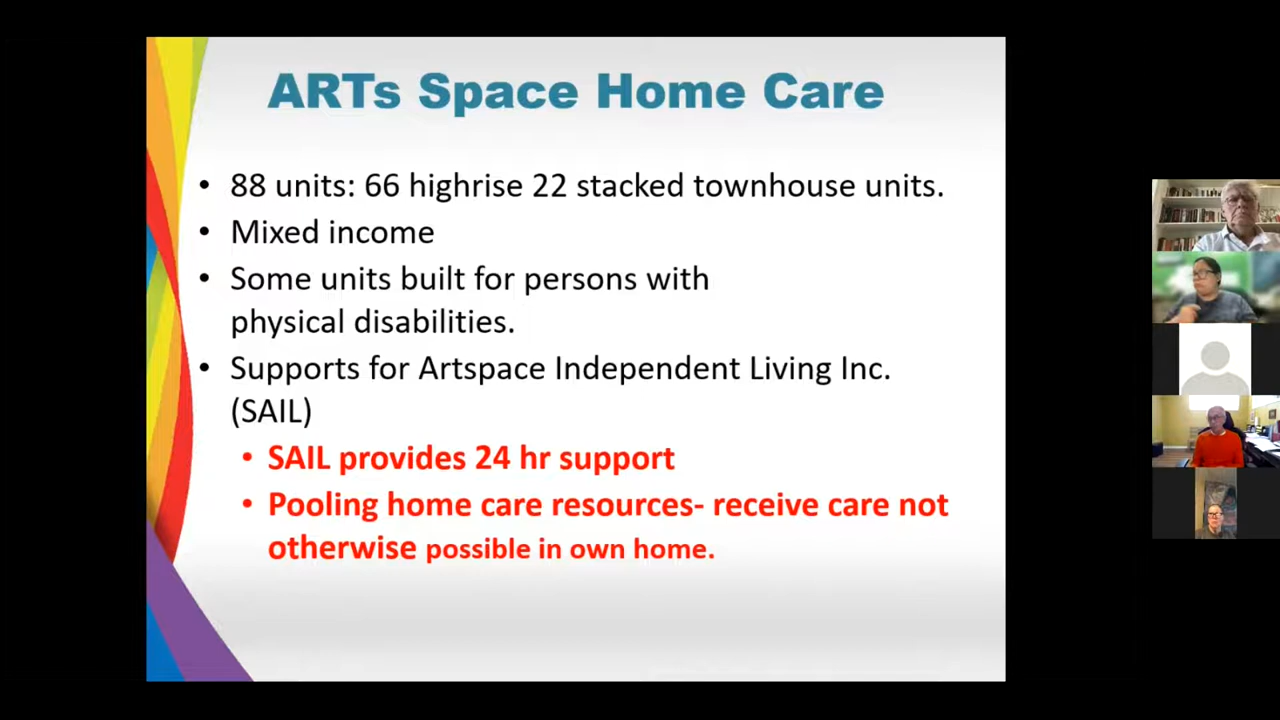 ARTs Space Home Care
• 88 units: 66 highrise 22 stacked townhouse units.
• Mixed income
• Some units built for persons with
physical disabilities.
• Supports for Artspace Independent Living Inc.
(SAIL)
• SAIL provides 24 hr support
• Pooling home care resources- receive care not
otherwise possible in own home.